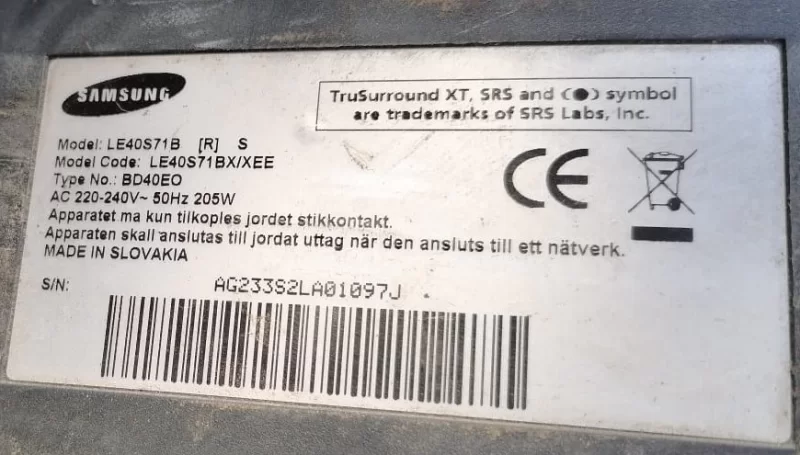 SAMSUNG
TruSurround XT, SRS and (●) symbol
are trademarks of SRS Labs, Inc.
Model: LE40S71B [R] S
Model Code: LE40S71BX/XEE
Type No.: BD40EO
AC 220-240V~ 50Hz 205W
Apparatet ma kun tilkoples jordet stikkontakt.
Apparaten skall anslutas till jordat uttag när den ansluts till ett nätverk.
MADE IN SLOVAKIA
CE
S/N: AG233S2LA01097J